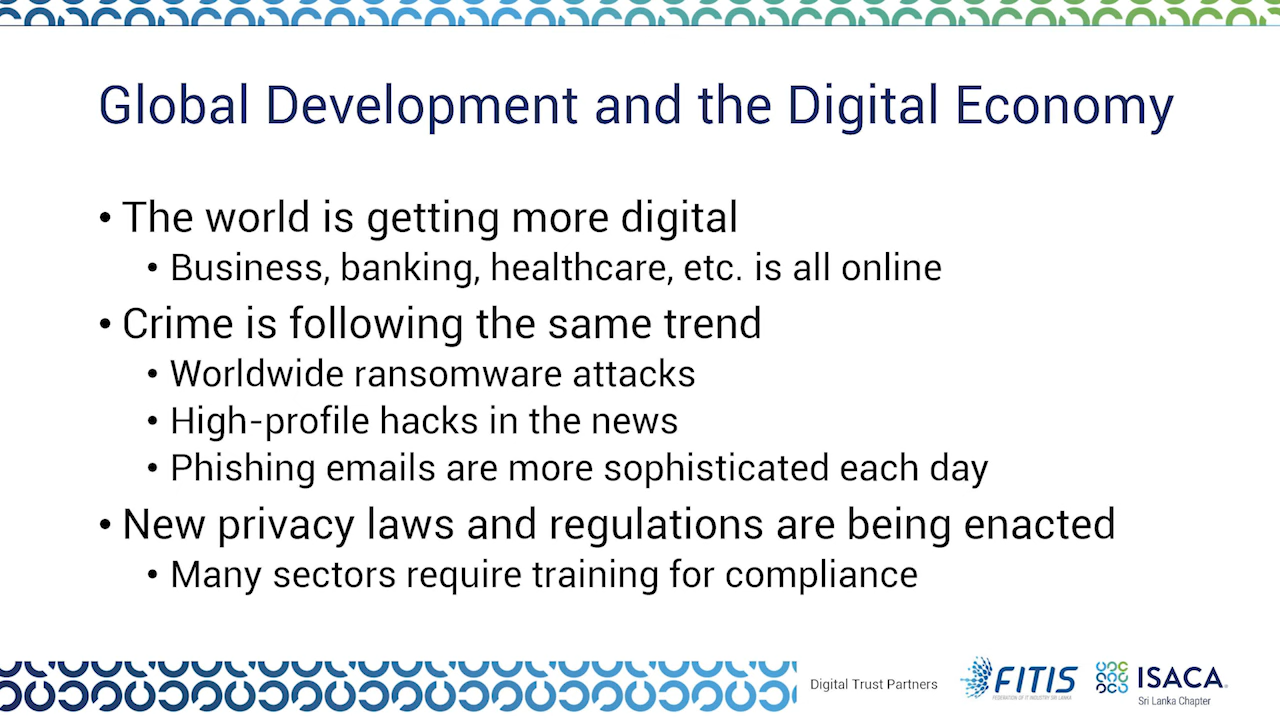 Global Development and the Digital Economy
• The world is getting more digital
• Business, banking, healthcare, etc. is all online
• Crime is following the same trend
• Worldwide ransomware attacks
• High-profile hacks in the news
• Phishing emails are more sophisticated each day
• New privacy laws and regulations are being enacted
• Many sectors require training for compliance
Digital Trust Partners
FITIS
FEDERATION OF IT INDUSTRY SRI LANKA
ISACA
Sri Lanka Chapter